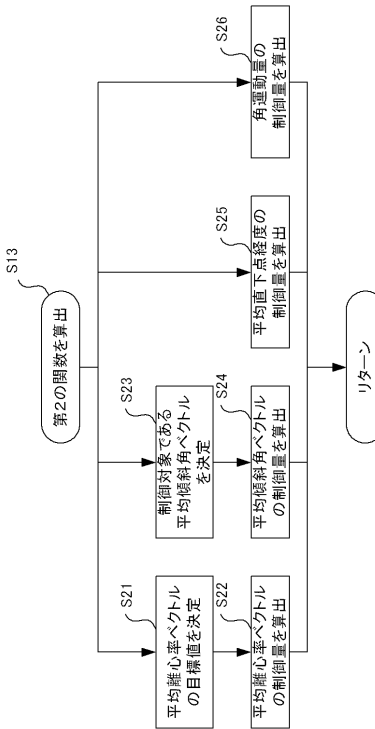 S13
第2の関数を算出
S21
平均離心率ベクトル
の目標値を決定
S22
平均離心率ベクトル
の制御量を算出
S23
制御対象である
平均傾斜角ベクトル
を決定
S24
平均傾斜角ベクトル
の制御量を算出
S25
平均直下点経度の
制御量を算出
S26
角運動量の
制御量を算出
リターン